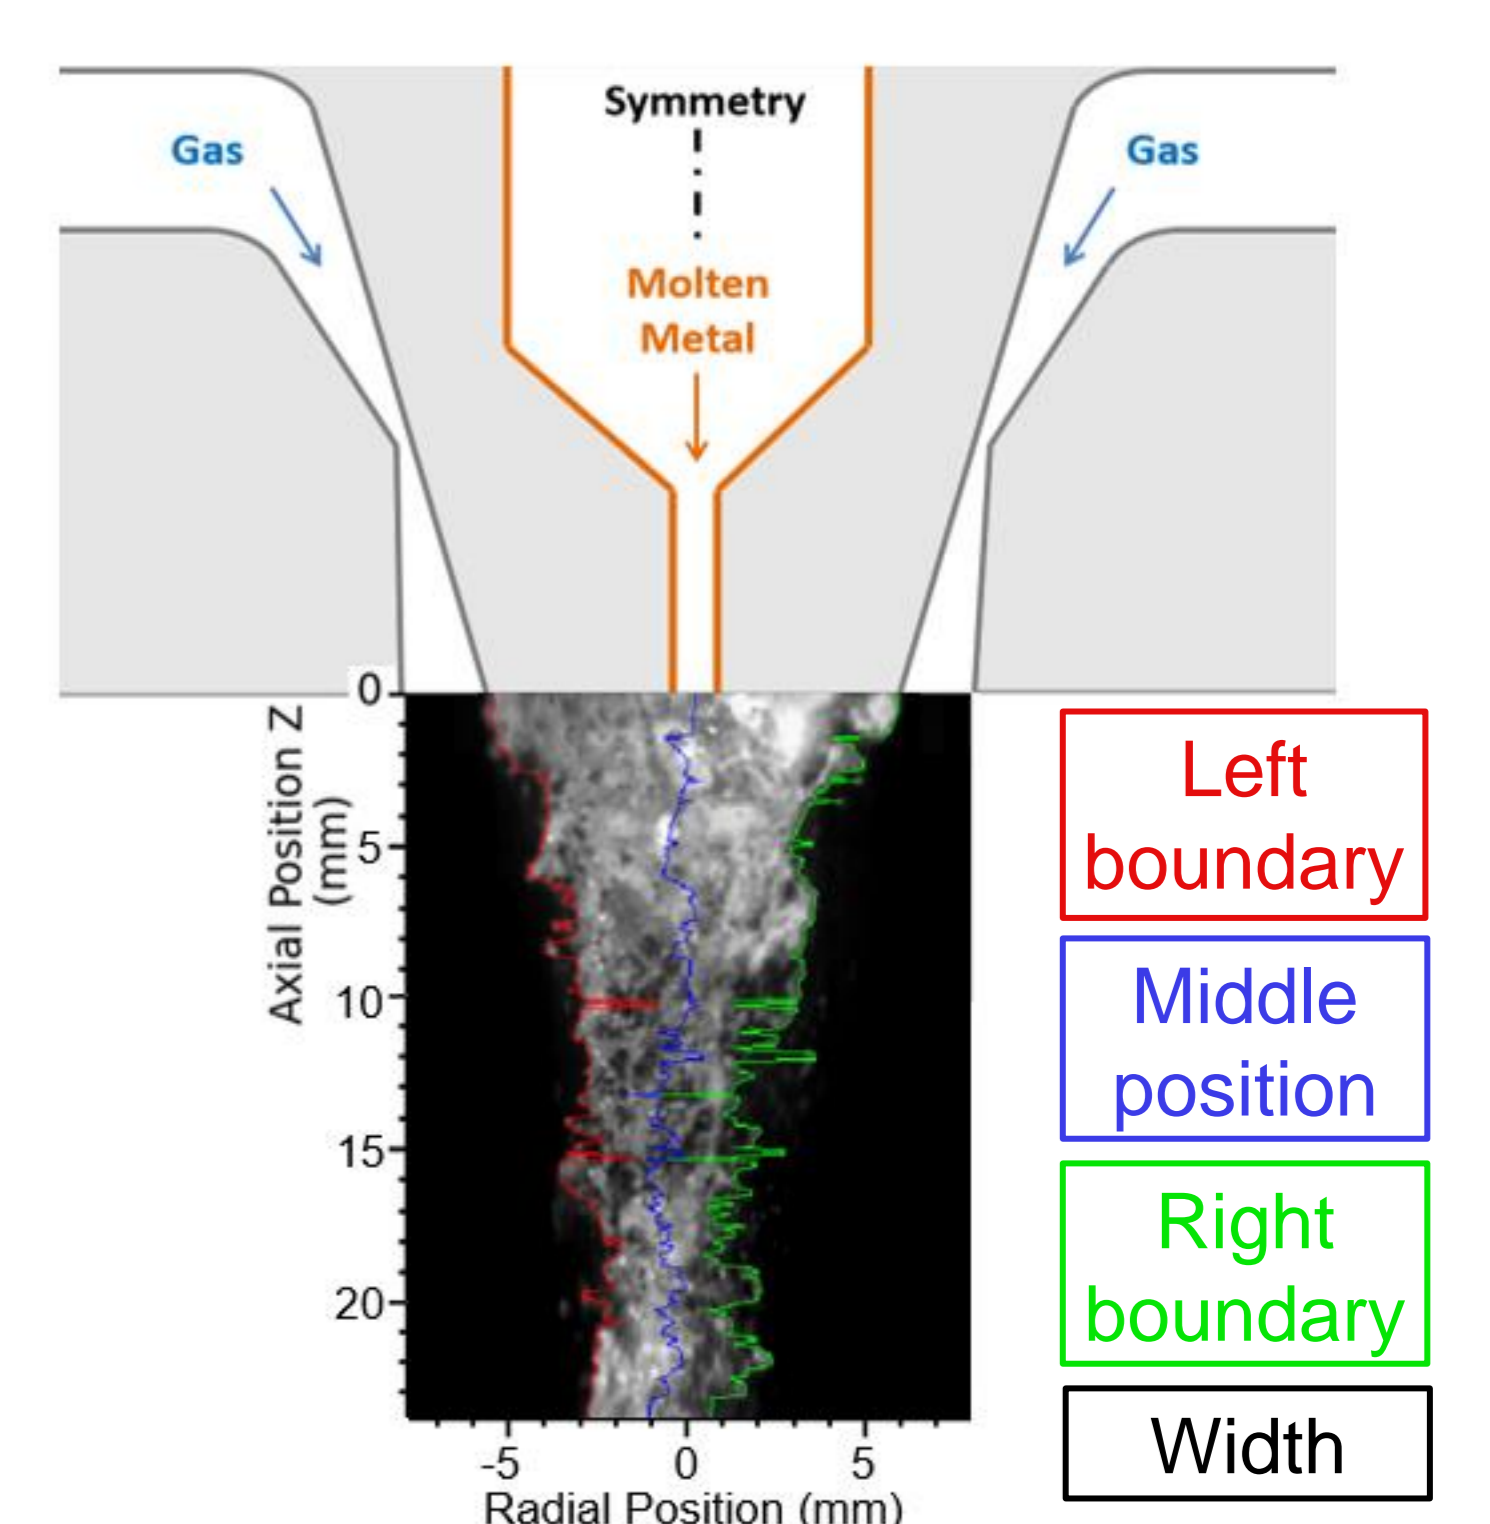 Symmetry
Gas
Gas
Molten
Metal
0
5
10
15
20
Axial Position Z
(mm)
-5
0
5
Radial Position (mm)
Left
boundary
Middle
position
Right
boundary
Width